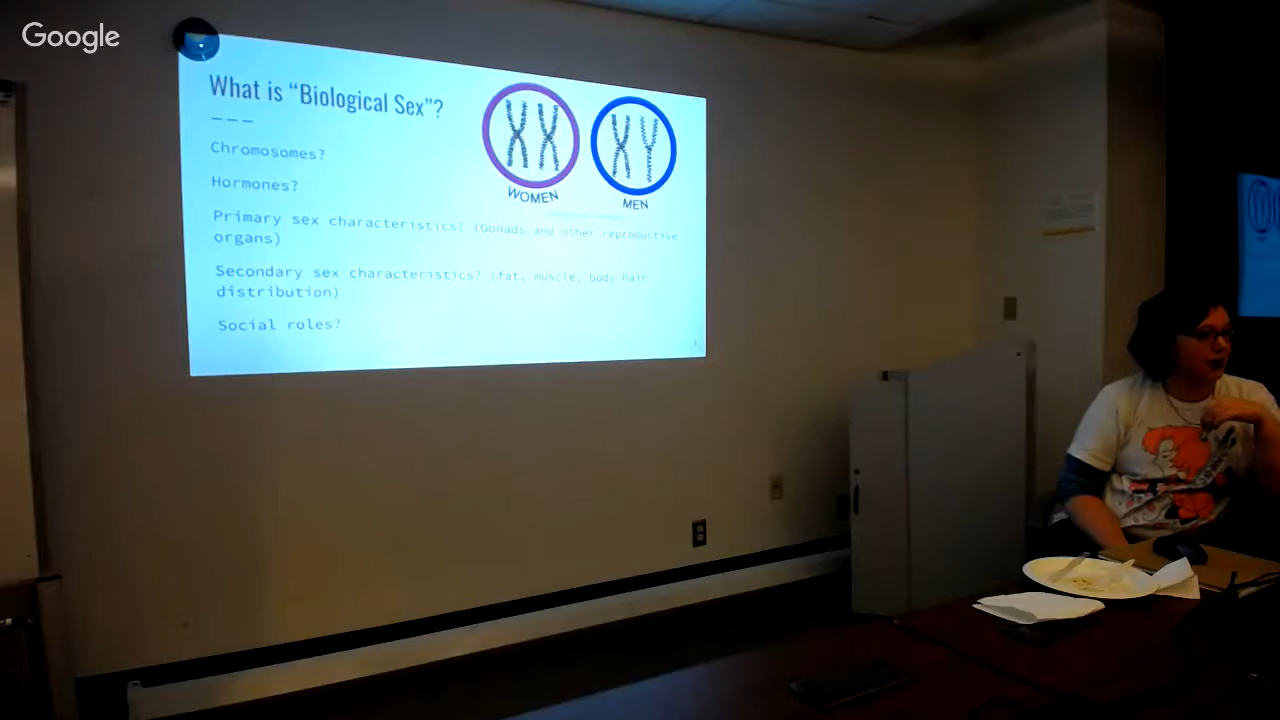 Google
What is “Biological Sex”?
Chromosomes?
Hormones?
Primary sex characteristics? (Gonads and other reproductive
organs)
Secondary sex characteristics? (fat, muscle, body hair
distribution)
Social roles?
WOMEN
MEN